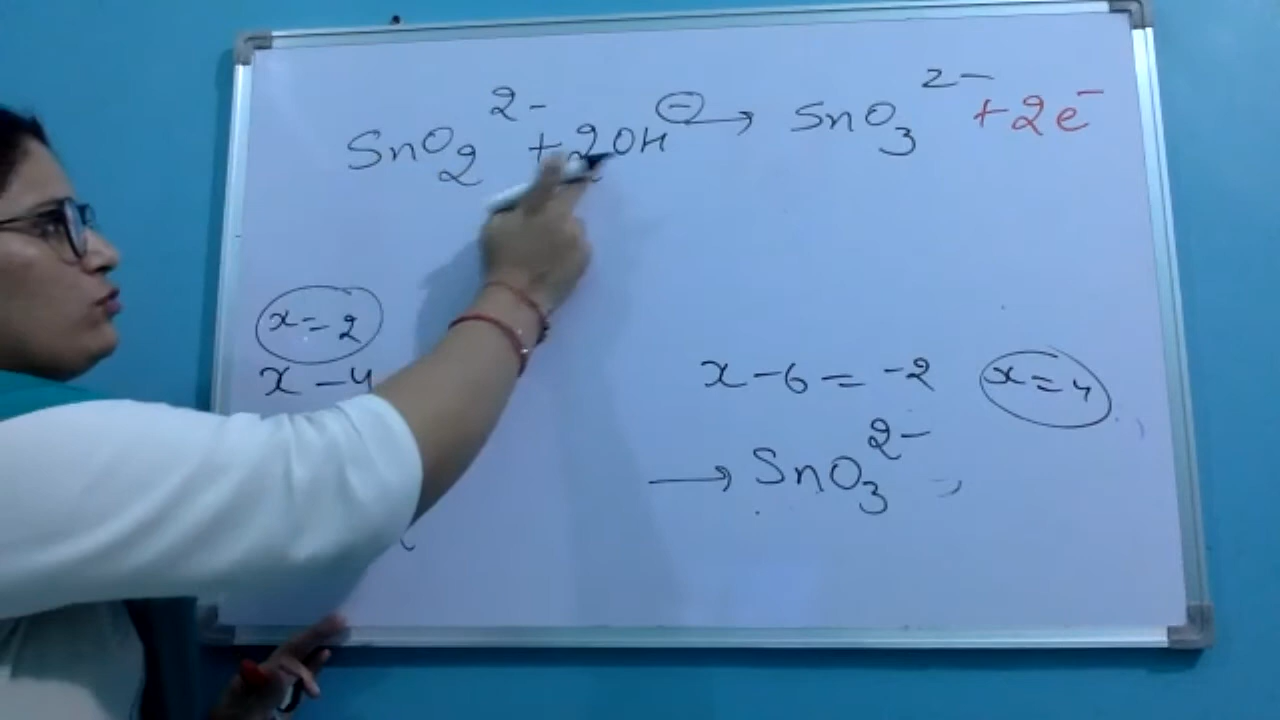 SnO₂²⁻ + 2OH⊖ → SnO₃²⁻ + 2e⁻
x = 2
x - 4
x - 6 = -2
x = 4
→ SnO₃²⁻